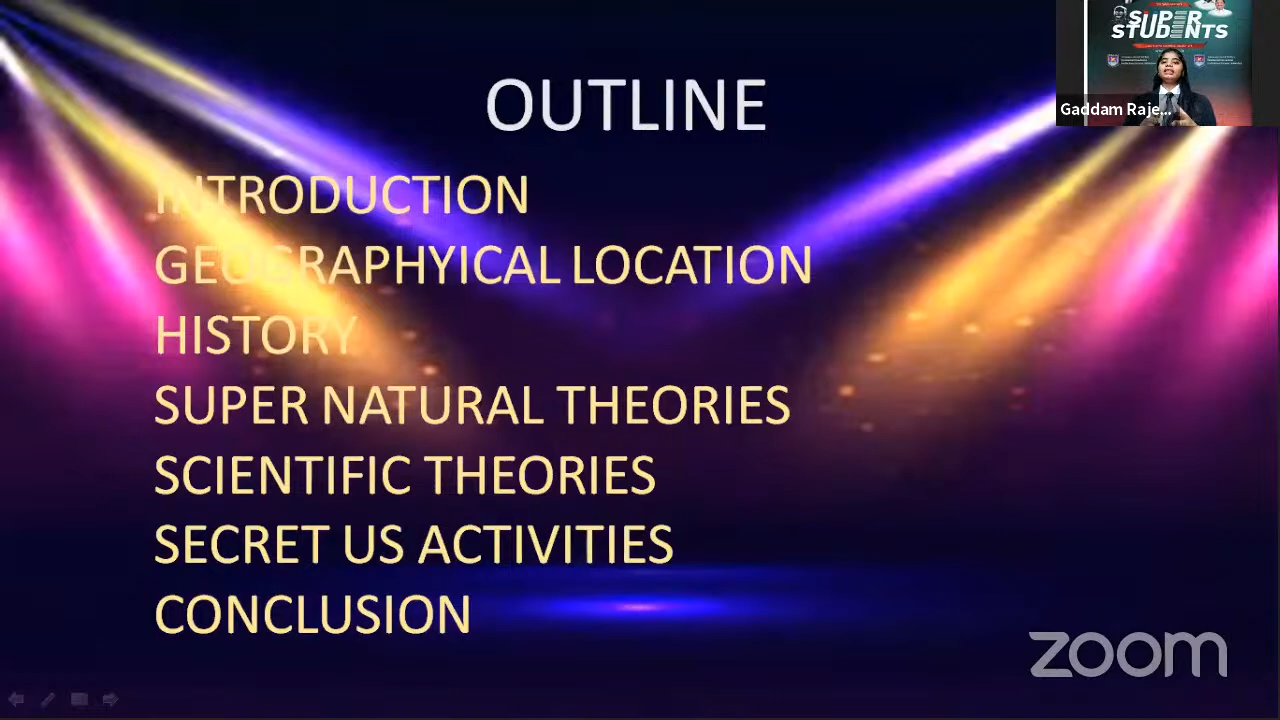 SUPER
STUDENTS
Gaddam Raje...
OUTLINE
INTRODUCTION
GEOGRAPHYICAL LOCATION
HISTORY
SUPER NATURAL THEORIES
SCIENTIFIC THEORIES
SECRET US ACTIVITIES
CONCLUSION
zoom